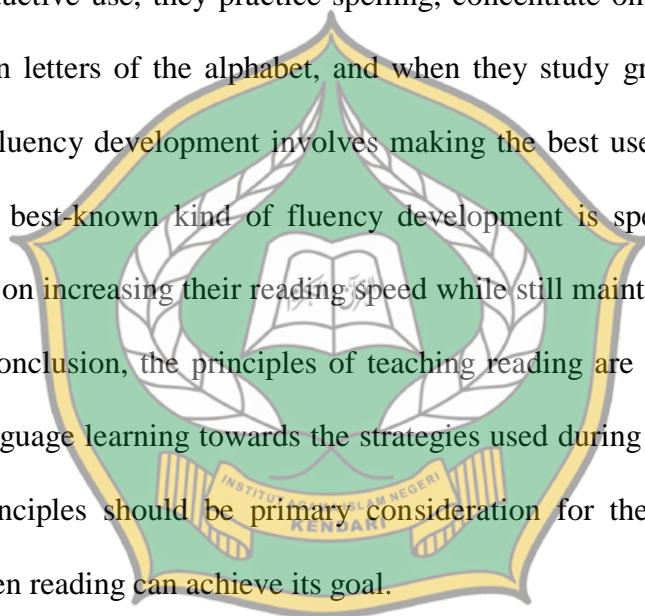 ductive use, they practice spelling, concentrate on
n letters of the alphabet, and when they study gr
fluency development involves making the best use
best-known kind of fluency development is spe
on increasing their reading speed while still maint
onclusion, the principles of teaching reading are
guage learning towards the strategies used during
INSTITUT AGAMA ISLAM NEGERI
nciples should be primary consideration for the
KENDARI
en reading can achieve its goal.